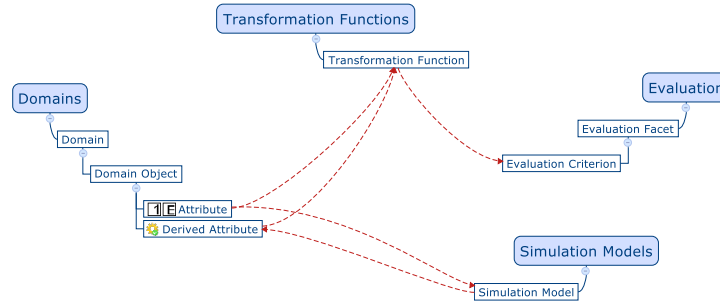 Transformation Functions
Transformation Function
Domains
Evaluation
Domain
Evaluation Facet
Domain Object
Evaluation Criterion
1 E Attribute
Derived Attribute
Simulation Models
Simulation Model